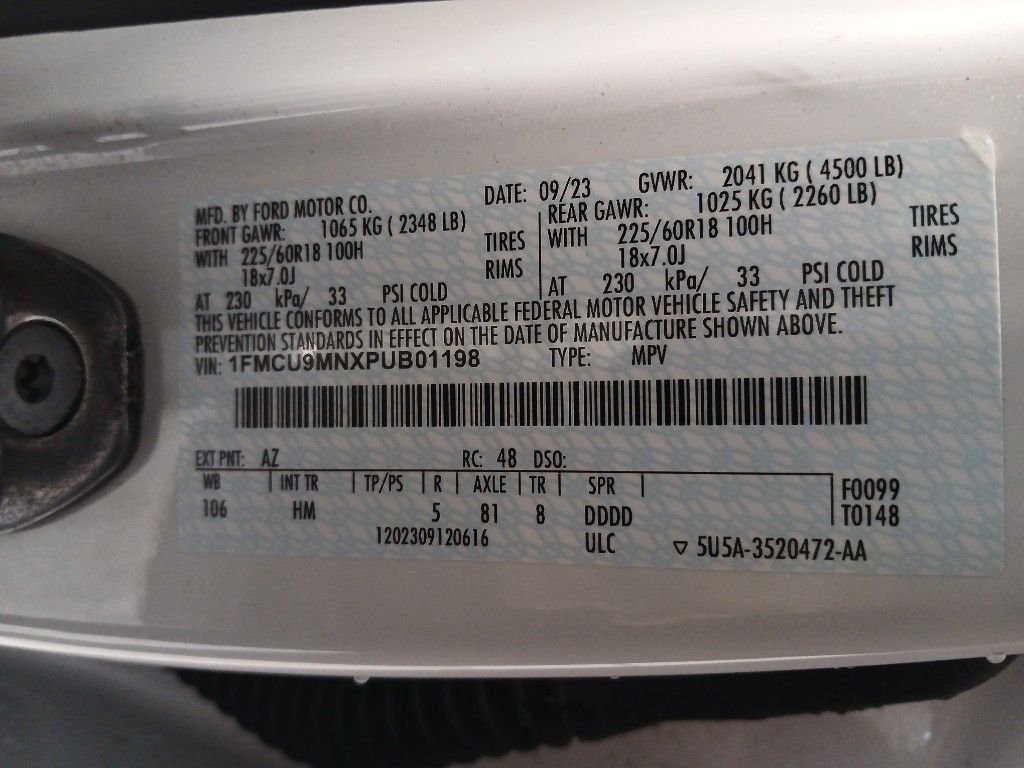 MFD. BY FORD MOTOR CO. DATE: 09/23 GVWR: 2041 KG ( 4500 LB)
FRONT GAWR: 1065 KG ( 2348 LB) REAR GAWR: 1025 KG ( 2260 LB)
WITH 225/60R18 100H TIRES WITH 225/60R18 100H TIRES
18x7.0J RIMS 18x7.0J RIMS
AT 230 kPa/ 33 PSI COLD AT 230 kPa/ 33 PSI COLD
THIS VEHICLE CONFORMS TO ALL APPLICABLE FEDERAL MOTOR VEHICLE SAFETY AND THEFT
PREVENTION STANDARDS IN EFFECT ON THE DATE OF MANUFACTURE SHOWN ABOVE.
VIN: 1FMCU9MNXPUB01198 TYPE: MPV
EXT PNT: AZ RC: 48 DSO:
WB INT TR TP/PS R AXLE TR SPR F0099
106 HM 5 81 8 DDDD T0148
1202309120616 ULC ▽ 5U5A-3520472-AA